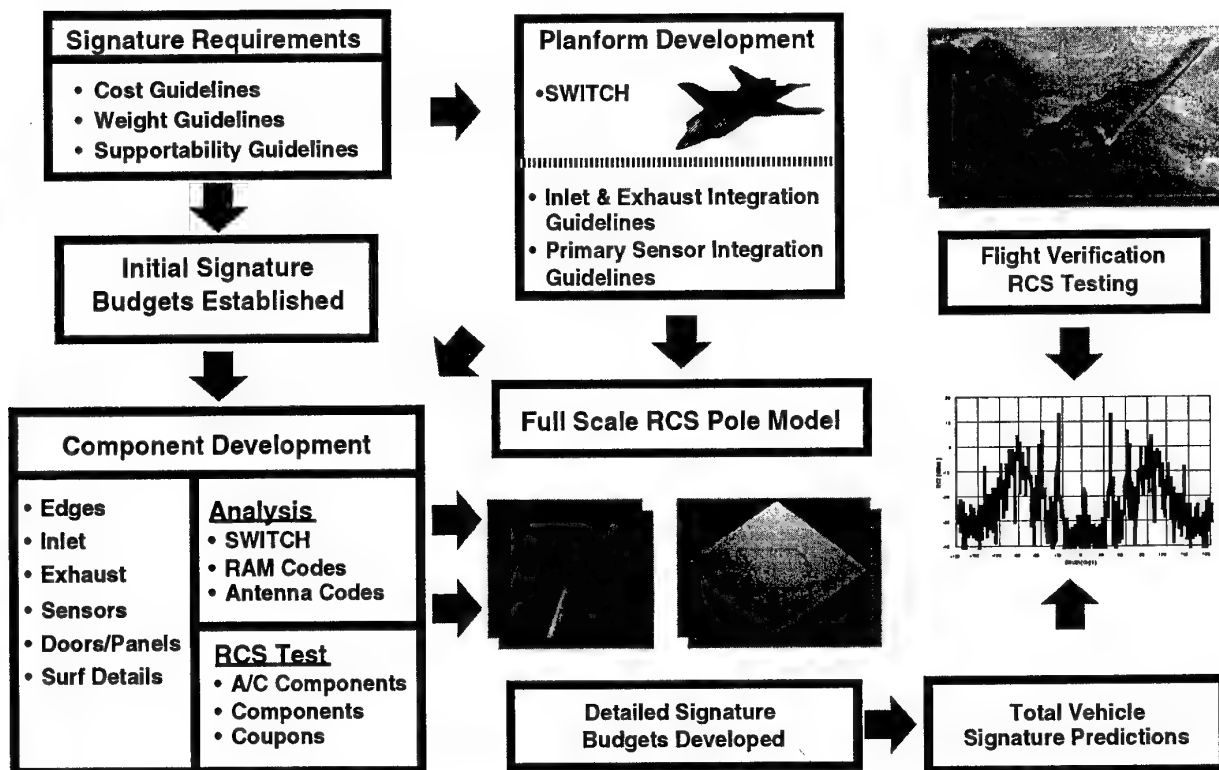 Signature Requirements
• Cost Guidelines
• Weight Guidelines
• Supportability Guidelines
Planform Development
•SWITCH
• Inlet & Exhaust Integration
Guidelines
• Primary Sensor Integration
Guidelines
Initial Signature
Budgets Established
Flight Verification
RCS Testing
Full Scale RCS Pole Model
Component Development
• Edges
• Inlet
• Exhaust
• Sensors
• Doors/Panels
• Surf Details
Analysis
• SWITCH
• RAM Codes
• Antenna Codes
RCS Test
• A/C Components
• Components
• Coupons
Detailed Signature
Budgets Developed
Total Vehicle
Signature Predictions